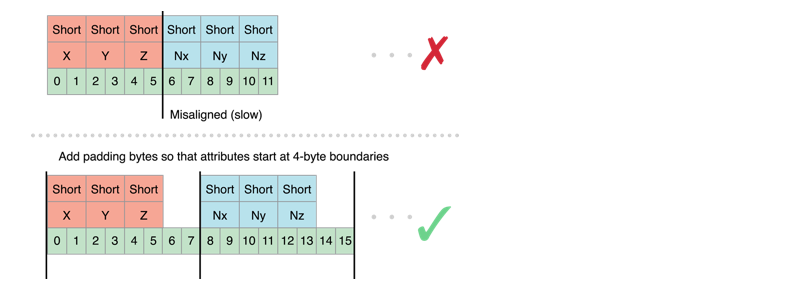 Short Short Short Short Short Short
X Y Z Nx Ny Nz
0 1 2 3 4 5 6 7 8 9 10 11
Misaligned (slow)
Add padding bytes so that attributes start at 4-byte boundaries
Short Short Short Short Short Short
X Y Z Nx Ny Nz
0 1 2 3 4 5 6 7 8 9 10 11 12 13 14 15